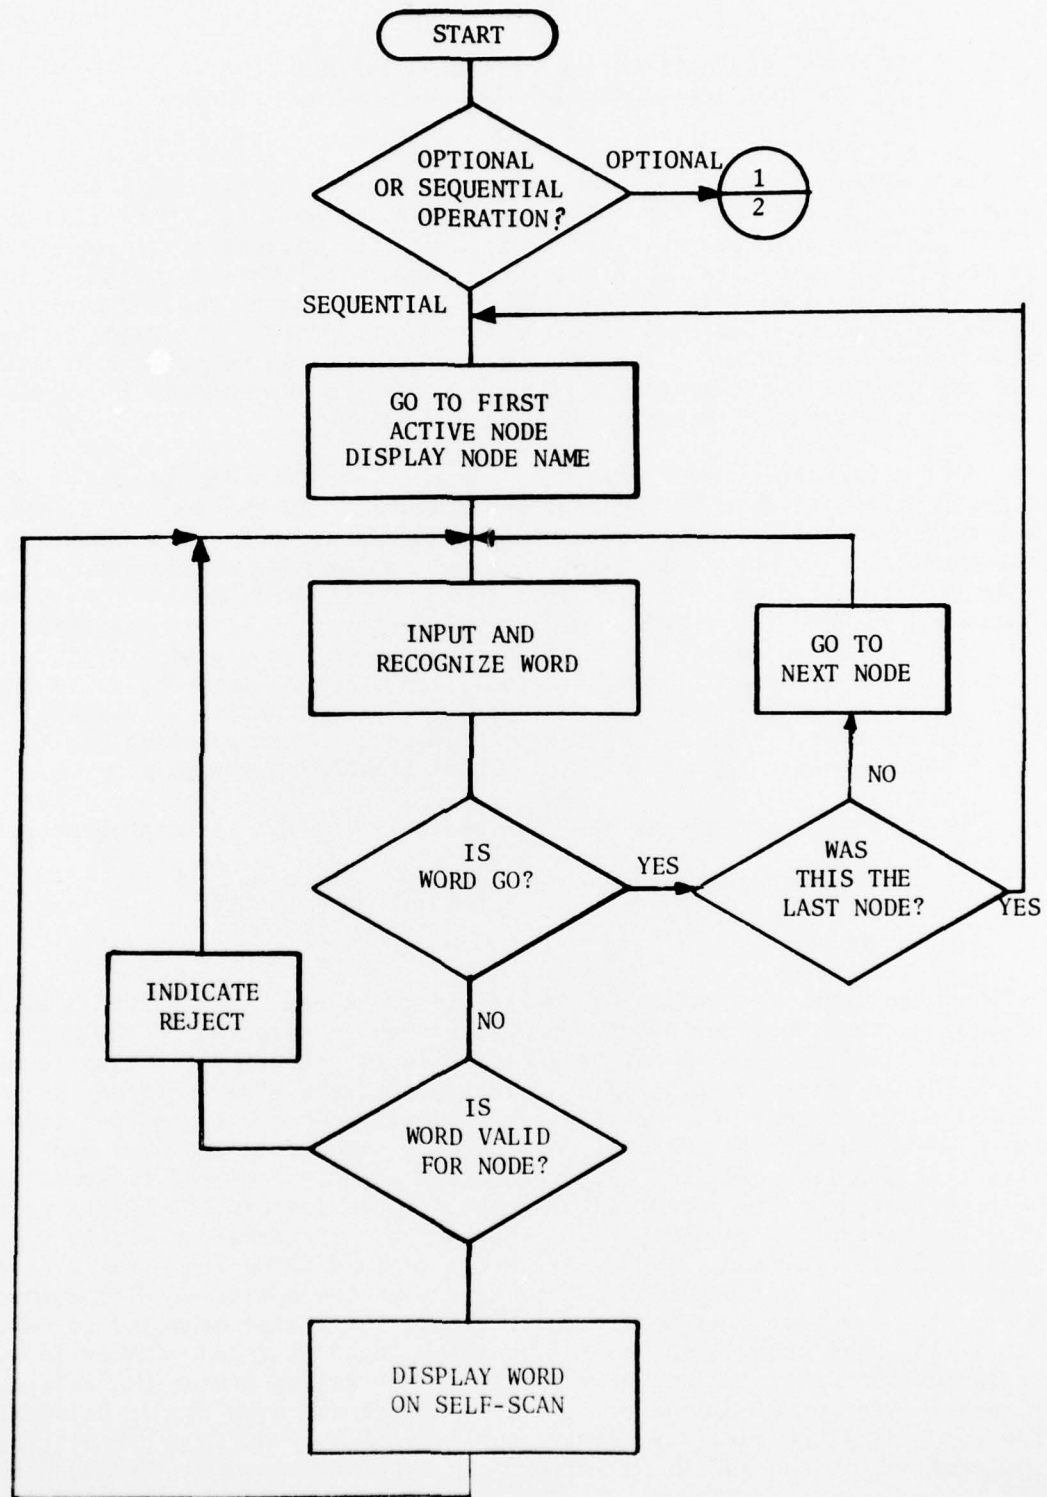 START
OPTIONAL
OR SEQUENTIAL
OPERATION?
OPTIONAL
1
2
SEQUENTIAL
GO TO FIRST
ACTIVE NODE
DISPLAY NODE NAME
INPUT AND
RECOGNIZE WORD
GO TO
NEXT NODE
NO
IS
WORD GO?
YES
WAS
THIS THE
LAST NODE?
YES
INDICATE
REJECT
NO
IS
WORD VALID
FOR NODE?
DISPLAY WORD
ON SELF-SCAN